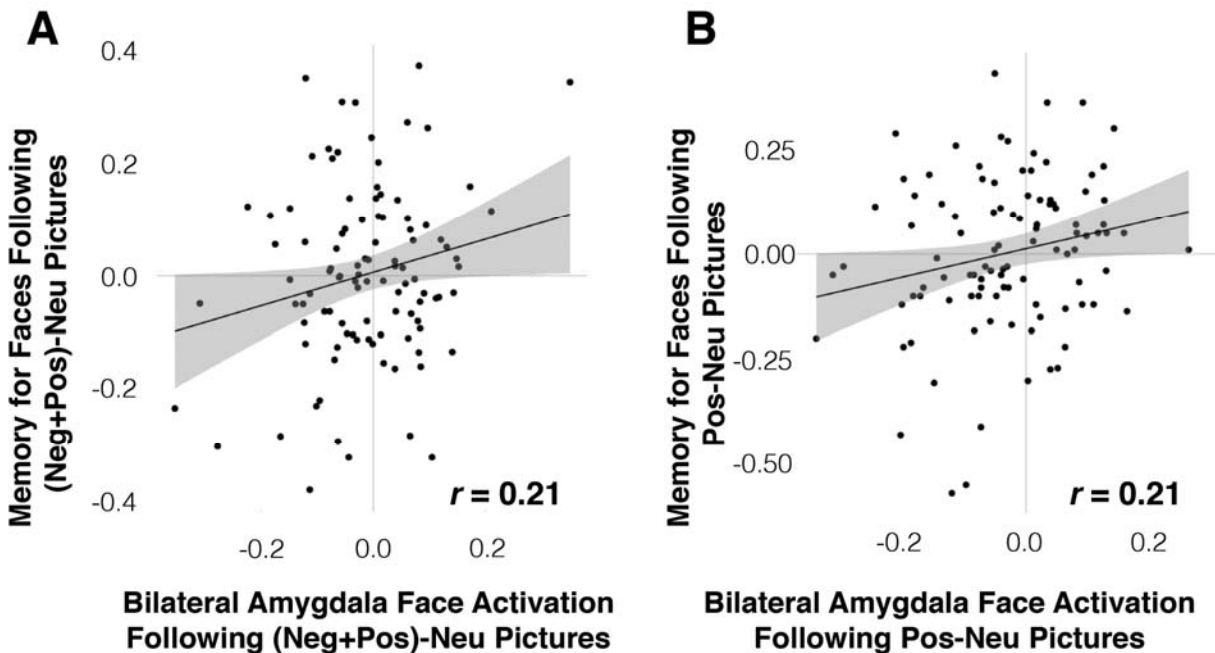 A
Memory for Faces Following
(Neg+Pos)-Neu Pictures
0.4
0.2
0.0
-0.2
-0.4
r = 0.21
-0.2
0.0
0.2
Bilateral Amygdala Face Activation
Following (Neg+Pos)-Neu Pictures
B
Memory for Faces Following
Pos-Neu Pictures
0.25
0.00
-0.25
-0.50
r = 0.21
-0.2
0.0
0.2
Bilateral Amygdala Face Activation
Following Pos-Neu Pictures